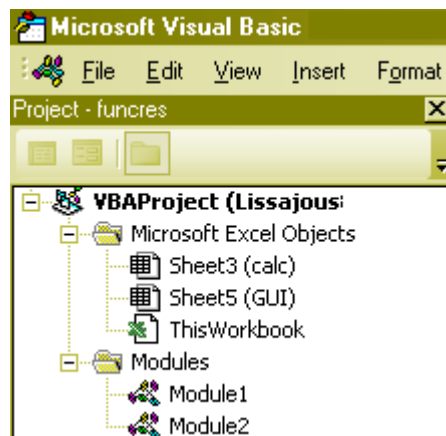 Microsoft Visual Basic
File Edit View Insert Format
Project - funcres
VBAProject (Lissajous
Microsoft Excel Objects
Sheet3 (calc)
Sheet5 (GUI)
ThisWorkbook
Modules
Module1
Module2